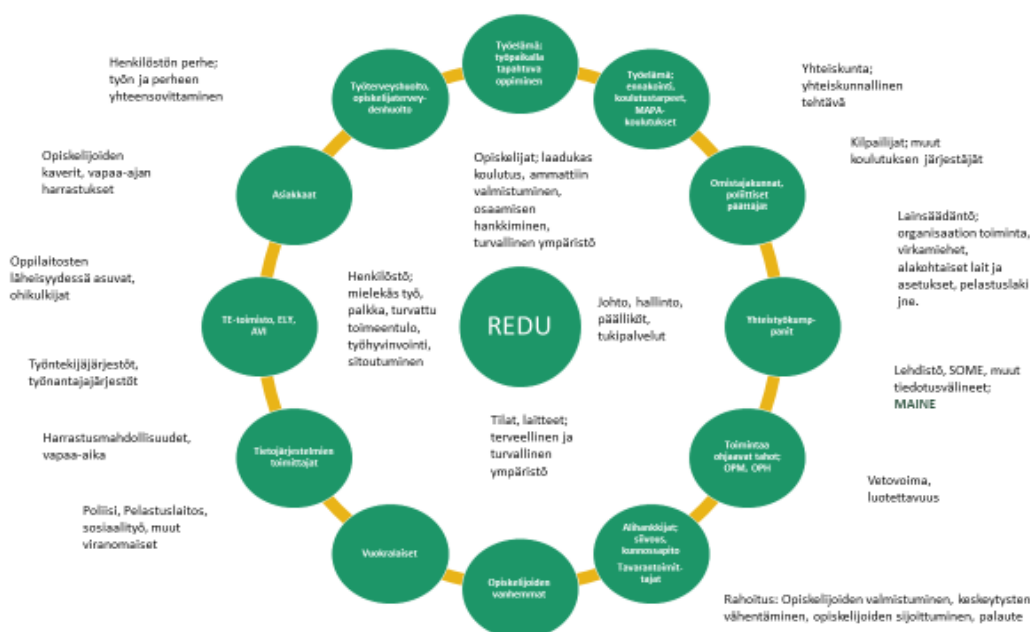 Työelämä;
työpaikalla
tapahtuva
oppiminen
Työelämä;
ennakointi,
koulutustarpeet,
MAPA-
koulutukset
Omistajakunnat,
poliittiset
päättäjät
Yhteistyökump-
panit
Toimintaa
ohjaavat tahot;
OPM, OPH
Alihankkijat;
siivous,
kunnossapito
Tavarantoimit-
tajat
Opiskelijoiden
vanhemmat
Vuokralaiset
Tietojärjestelmien
toimittajat
TE-toimisto, ELY,
AVI
Asiakkaat
Työterveyshuolto,
opiskelijatervey-
denhuolto
Opiskelijat; laadukas
koulutus, ammattiin
valmistuminen,
osaamisen
hankkiminen,
turvallinen ympäristö
Henkilöstö;
mielekäs työ,
palkka, turvattu
toimeentulo,
työhyvinvointi,
sitoutuminen
REDU
Johto, hallinto,
päälliköt,
tukipalvelut
Tilat, laitteet;
terveellinen ja
turvallinen
ympäristö
Henkilöstön perhe;
työn ja perheen
yhteensovittaminen
Opiskelijoiden
kaverit, vapaa-ajan
harrastukset
Oppilaitosten
läheisyydessä asuvat,
ohikulkijat
Työntekijäjärjestöt,
työnantajajärjestöt
Harrastusmahdollisuudet,
vapaa-aika
Poliisi, Pelastuslaitos,
sosiaalityö, muut
viranomaiset
Yhteiskunta;
yhteiskunnallinen
tehtävä
Kilpailijat; muut
koulutuksen järjestäjät
Lainsäädäntö;
organisaation toiminta,
virkamiehet,
alakohtaiset lait ja
asetukset, pelastuslaki
jne.
Lehdistö, SOME, muut
tiedotusvälineet;
MAINE
Vetovoima,
luotettavuus
Rahoitus: Opiskelijoiden valmistuminen, keskeytysten
vähentäminen, opiskelijoiden sijoittuminen, palaute